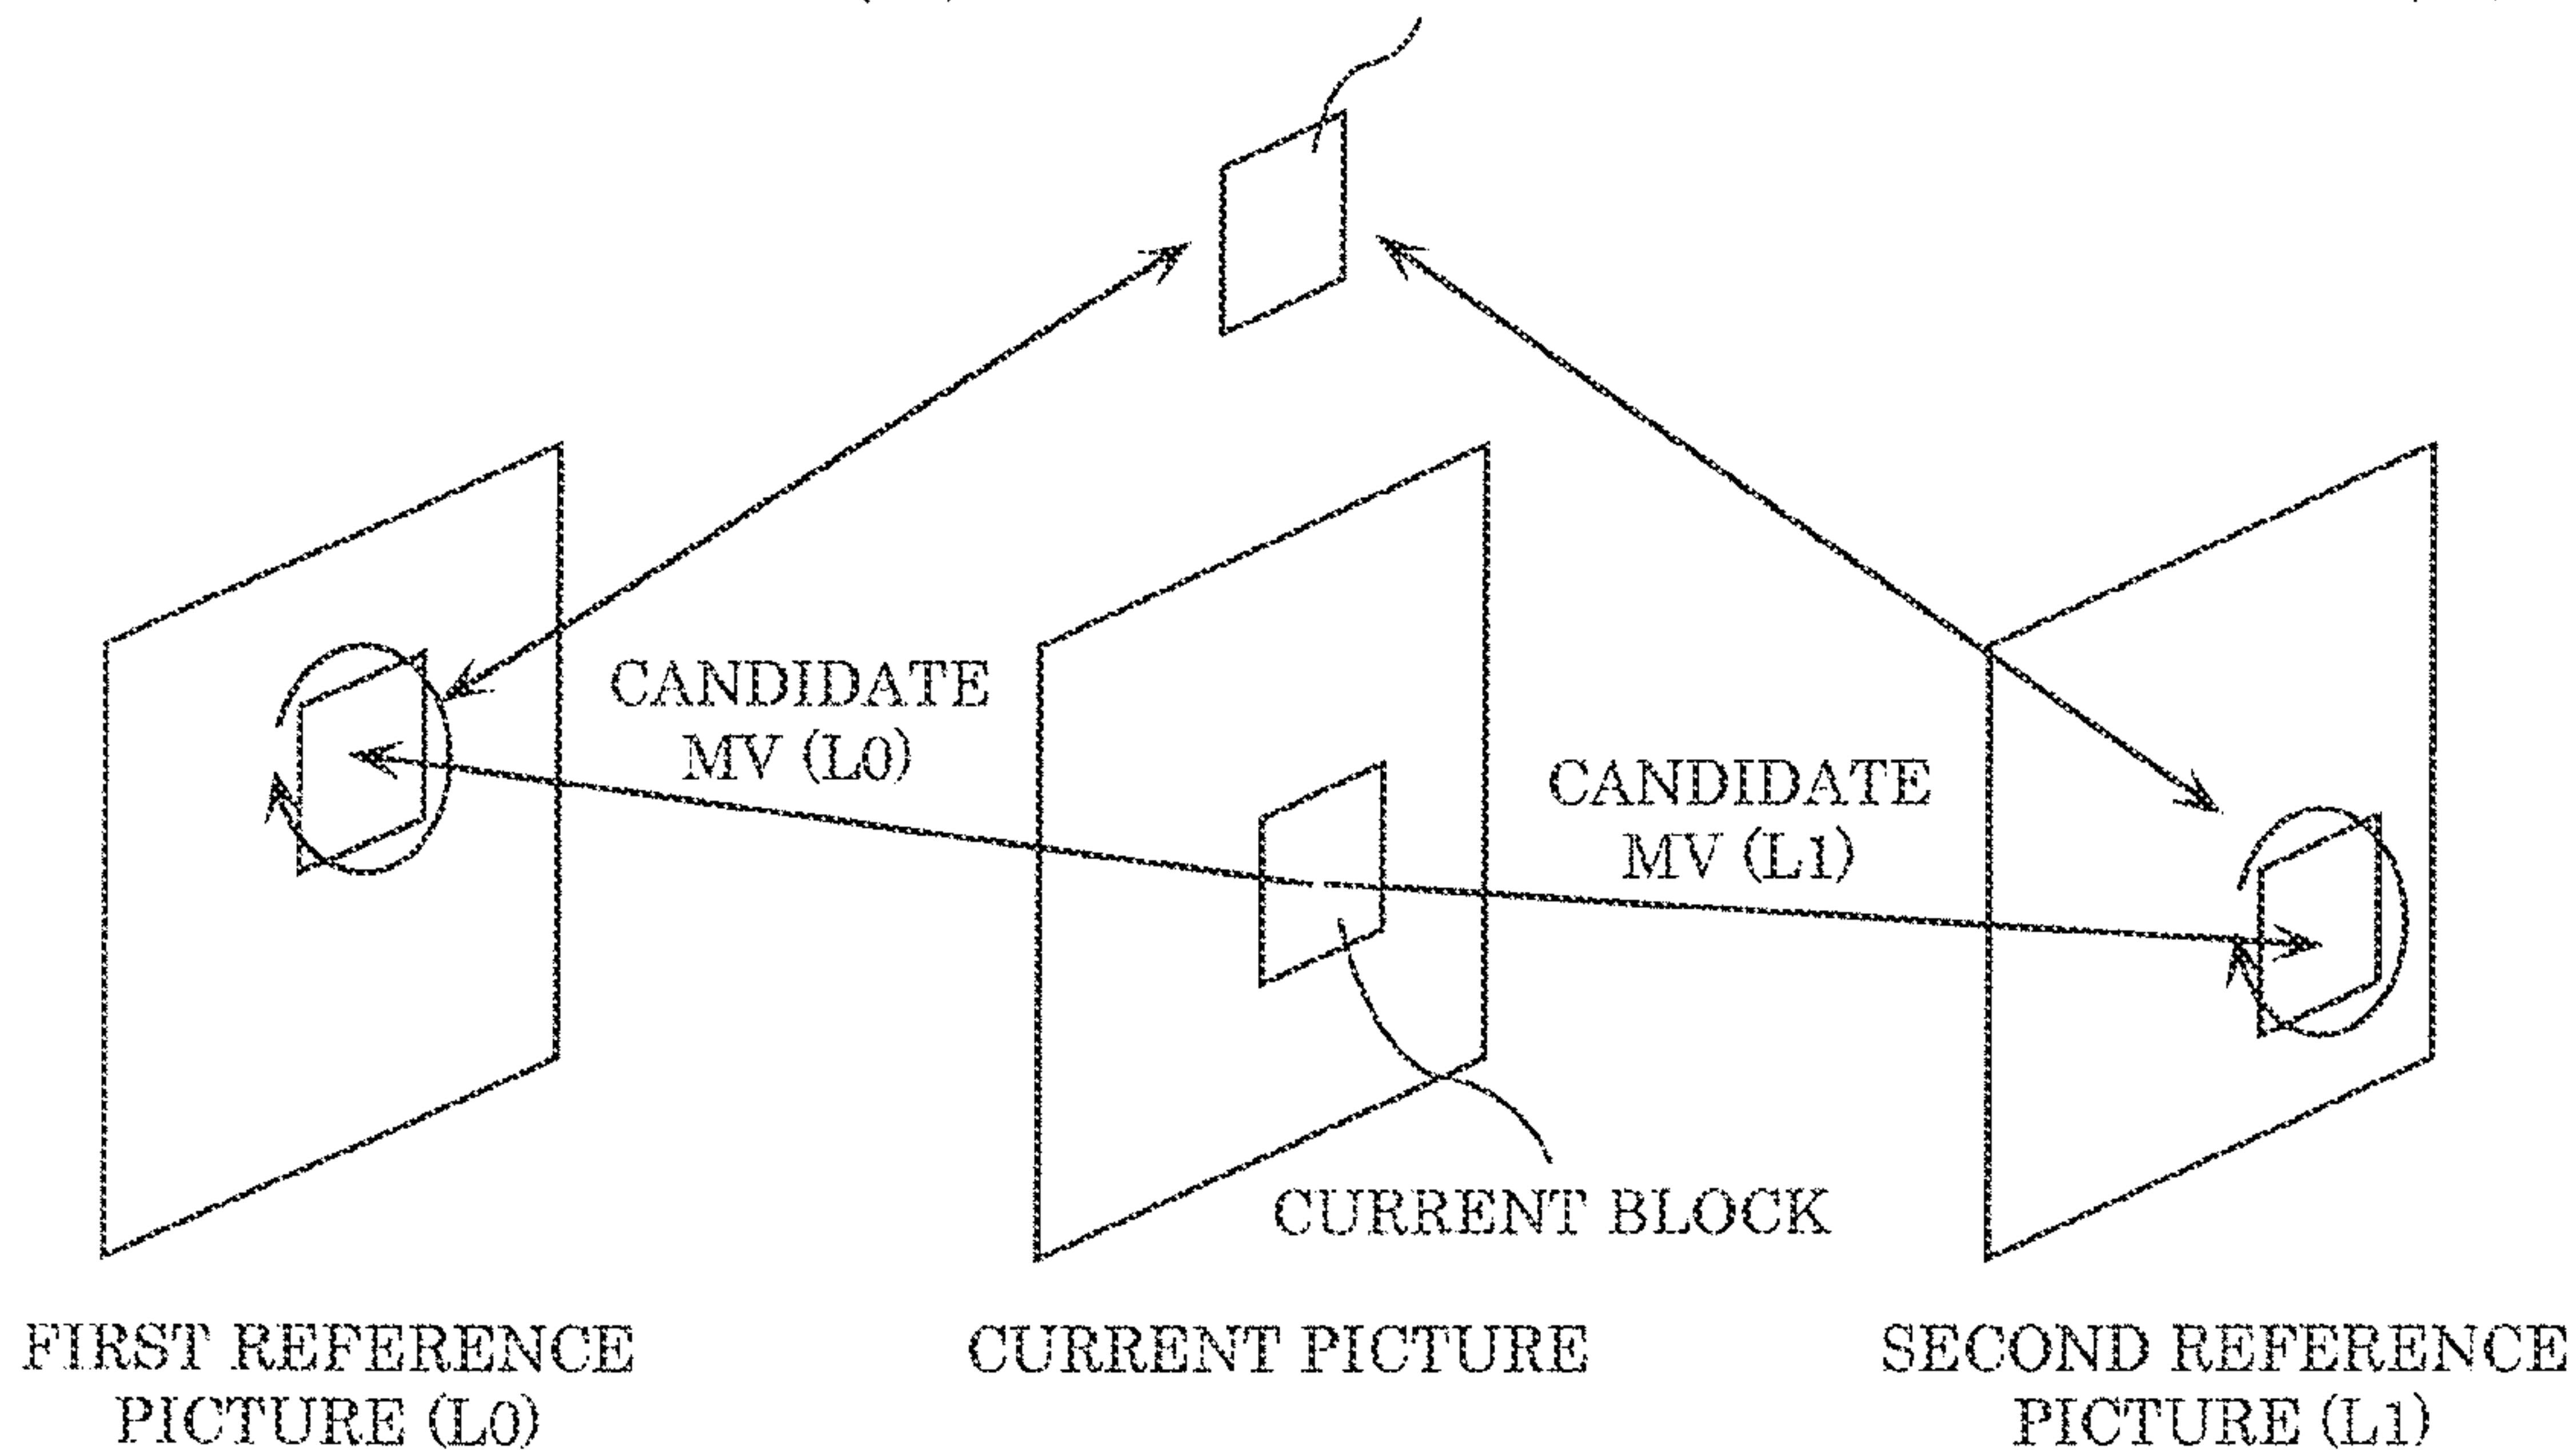 CANDIDATE
MV (L0)
CANDIDATE
MV (L1)
CURRENT BLOCK
FIRST REFERENCE
PICTURE (L0)
CURRENT PICTURE
SECOND REFERENCE
PICTURE (L1)